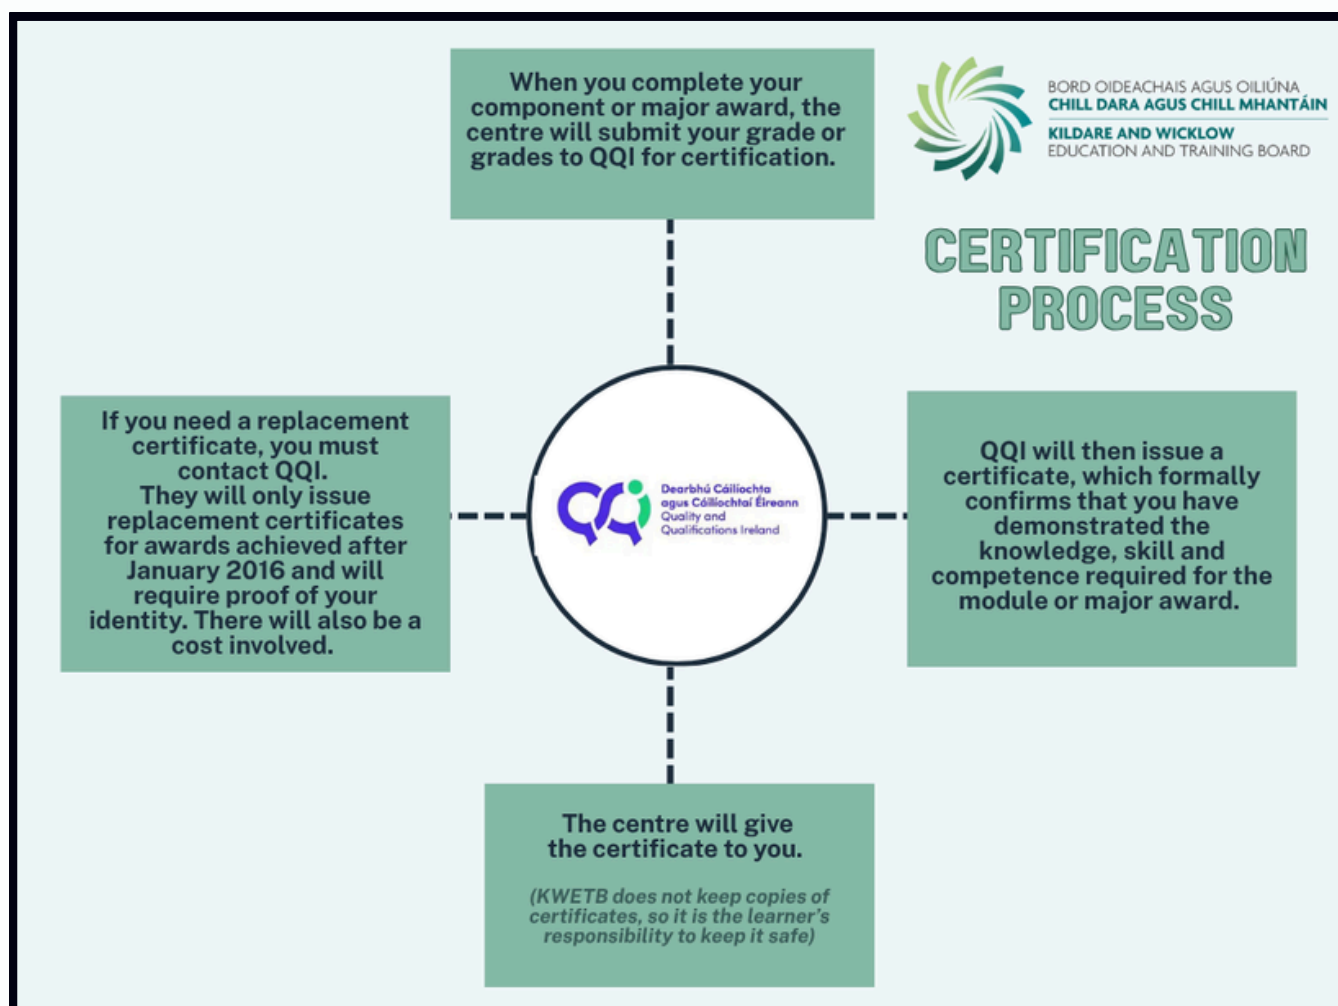 When you complete your
component or major award, the
centre will submit your grade or
grades to QQI for certification.
BORD OIDEACHAIS AGUS OILIÚNA
CHILL DARA AGUS CHILL MHANTÁIN
KILDARE AND WICKLOW
EDUCATION AND TRAINING BOARD
CERTIFICATION
PROCESS
If you need a replacement
certificate, you must
contact QQI.
They will only issue
replacement certificates
for awards achieved after
January 2016 and will
require proof of your
identity. There will also be a
cost involved.
QQI
Dearbhú Cáilíochta
agus Cáilíochtaí Éireann
Quality and
Qualifications Ireland
QQI will then issue a
certificate, which formally
confirms that you have
demonstrated the
knowledge, skill and
competence required for the
module or major award.
The centre will give
the certificate to you.
(KWETB does not keep copies of
certificates, so it is the learner's
responsibility to keep it safe)